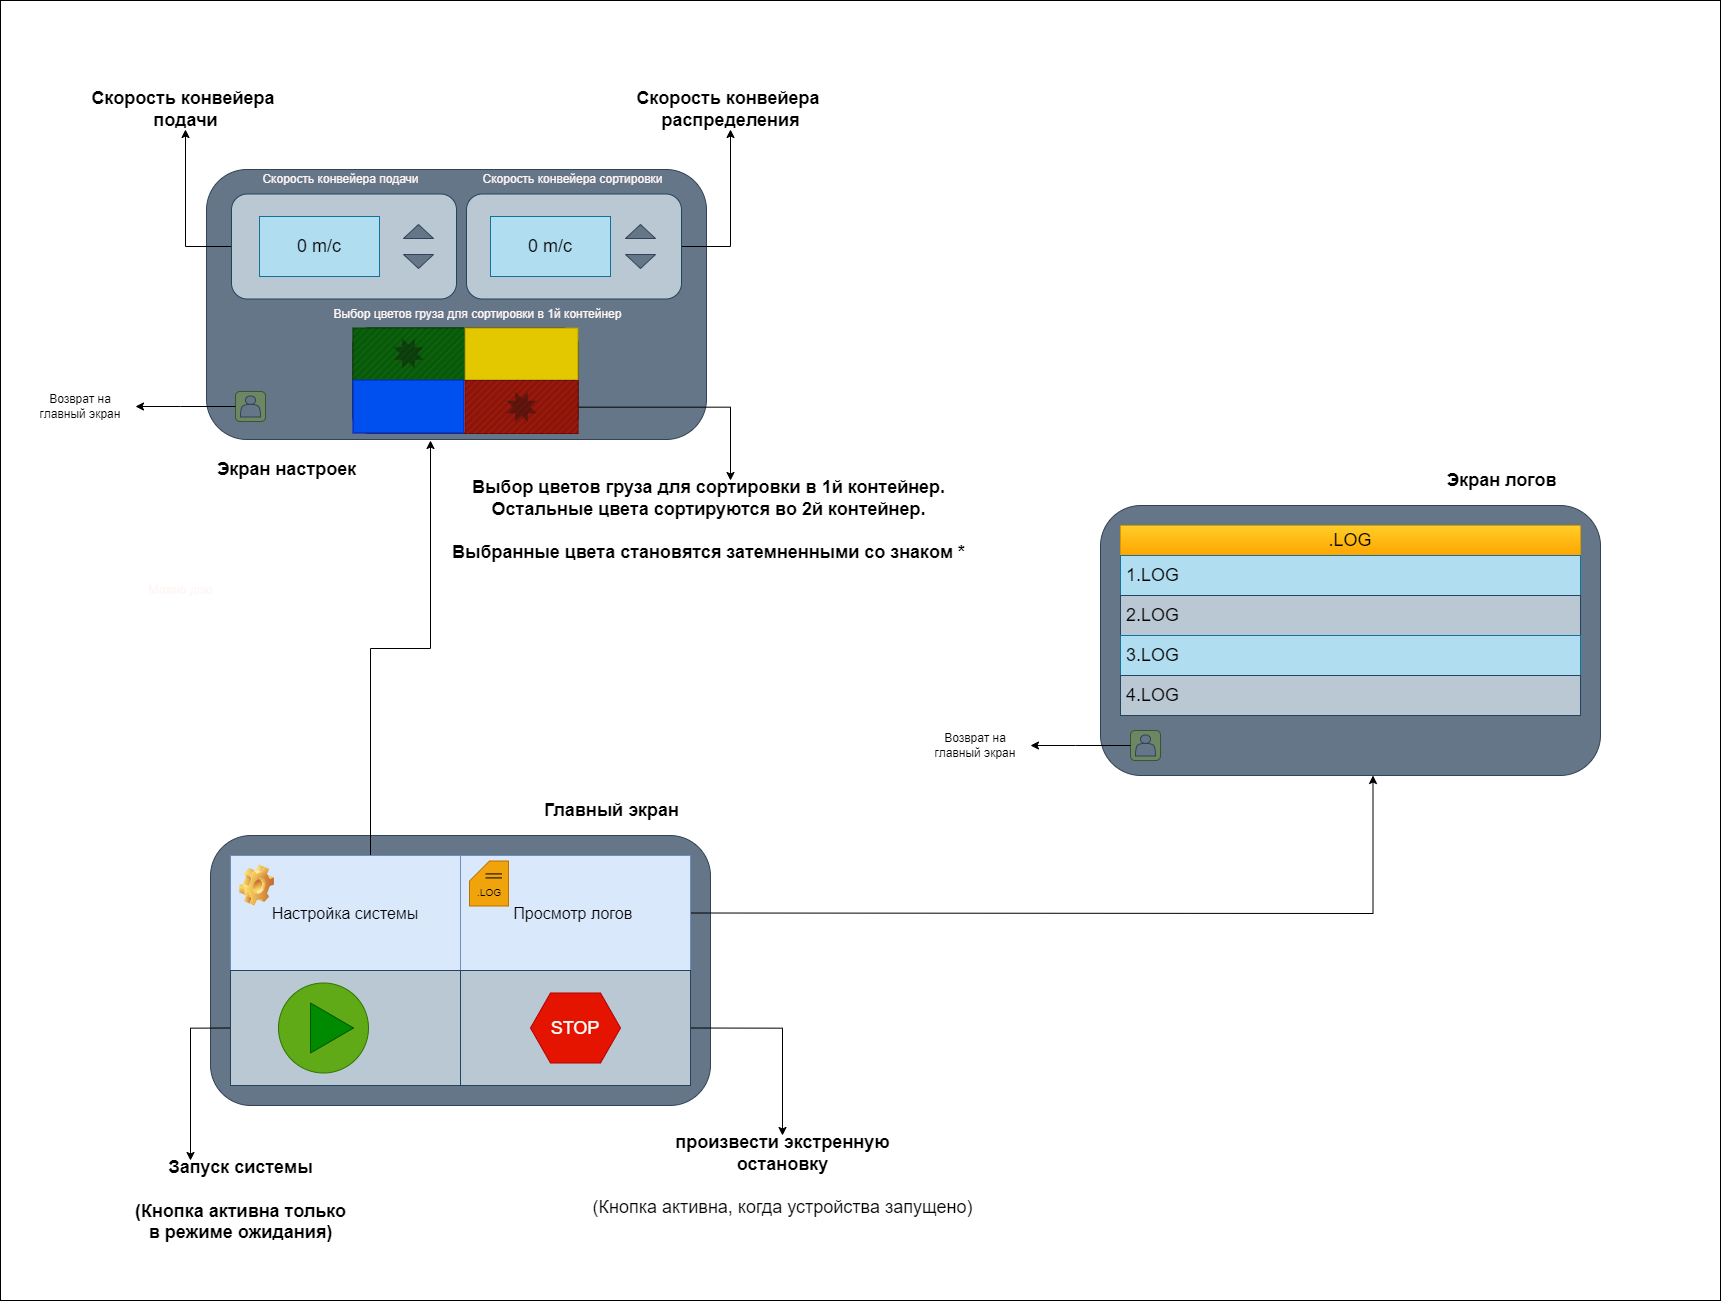 Скорость конвейера
подачи
Скорость конвейера
распределения
Скорость конвейера подачи
Скорость конвейера сортировки
0 m/c
0 m/c
Выбор цветов груза для сортировки в 1й контейнер
Возврат на
главный экран
Экран настроек
Выбор цветов груза для сортировки в 1й контейнер.
Остальные цвета сортируются во 2й контейнер.
Выбранные цвета становятся затемненными со знаком *
Экран логов
.LOG
1.LOG
2.LOG
3.LOG
4.LOG
Возврат на
главный экран
Главный экран
.LOG
Настройка системы
Просмотр логов
STOP
Запуск системы
(Кнопка активна только
в режиме ожидания)
произвести экстренную
остановку
(Кнопка активна, когда устройства запущено)